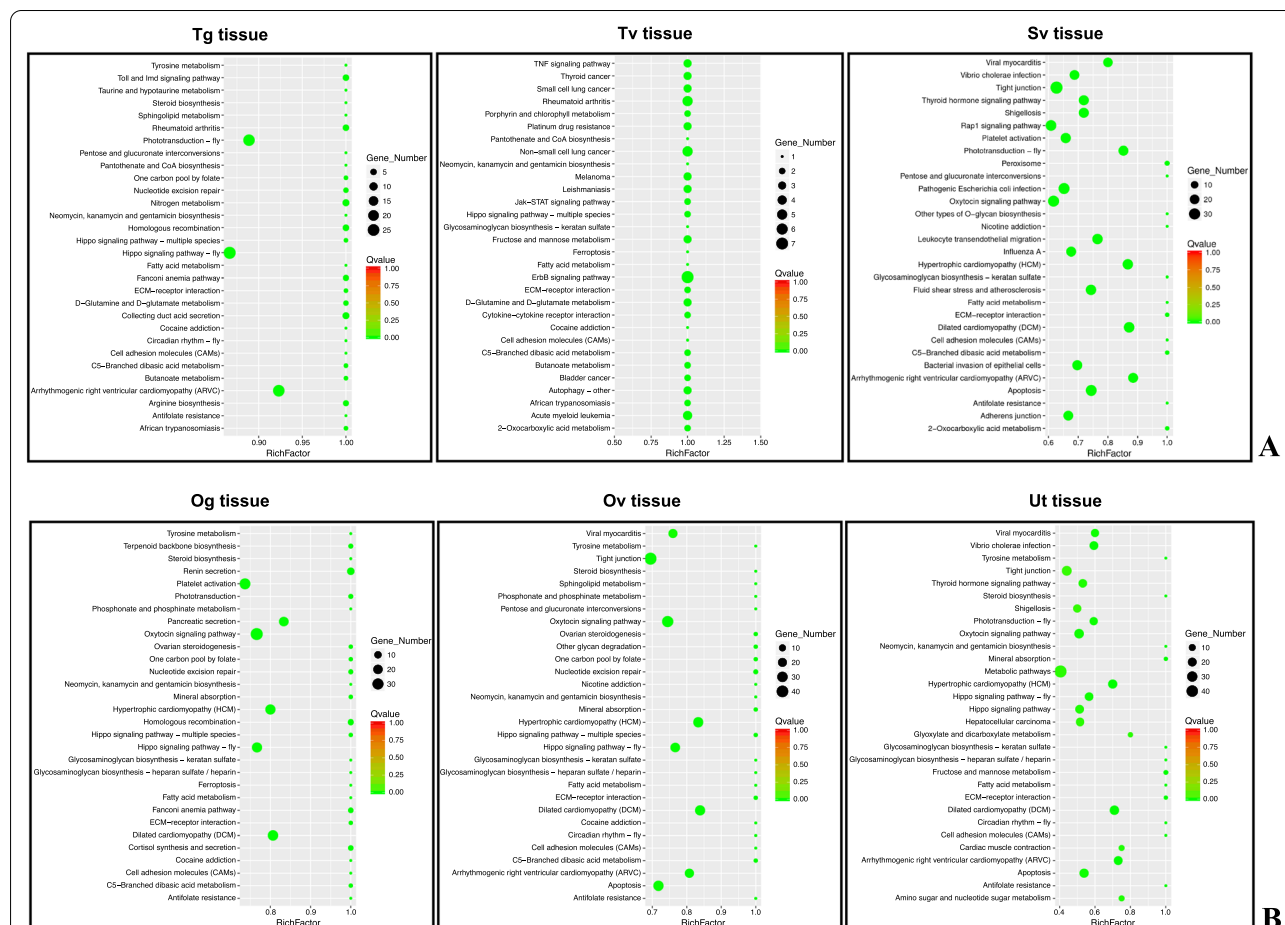 Tg tissue
Tyrosine metabolism
Toll and Imd signaling pathway
Taurine and hypotaurine metabolism
Steroid biosynthesis
Sphingolipid metabolism
Rheumatoid arthritis
Phototransduction − fly
Pentose and glucuronate interconversions
Pantothenate and CoA biosynthesis
One carbon pool by folate
Nucleotide excision repair
Nitrogen metabolism
Neomycin, kanamycin and gentamicin biosynthesis
Homologous recombination
Hippo signaling pathway − multiple species
Hippo signaling pathway − fly
Fatty acid metabolism
Fanconi anemia pathway
ECM−receptor interaction
D−Glutamine and D−glutamate metabolism
Collecting duct acid secretion
Cocaine addiction
Circadian rhythm − fly
Cell adhesion molecules (CAMs)
C5−Branched dibasic acid metabolism
Butanoate metabolism
Arrhythmogenic right ventricular cardiomyopathy (ARVC)
Arginine biosynthesis
Antifolate resistance
African trypanosomiasis
0.90 0.95 1.00
RichFactor
Gene_Number
5
10
15
20
25
Qvalue
1.00
0.75
0.50
0.25
0.00
Tv tissue
TNF signaling pathway
Thyroid cancer
Small cell lung cancer
Rheumatoid arthritis
Porphyrin and chlorophyll metabolism
Platinum drug resistance
Pantothenate and CoA biosynthesis
Non−small cell lung cancer
Neomycin, kanamycin and gentamicin biosynthesis
Melanoma
Leishmaniasis
Jak−STAT signaling pathway
Hippo signaling pathway − multiple species
Glycosaminoglycan biosynthesis − keratan sulfate
Fructose and mannose metabolism
Ferroptosis
Fatty acid metabolism
ErbB signaling pathway
ECM−receptor interaction
D−Glutamine and D−glutamate metabolism
Cytokine−cytokine receptor interaction
Cocaine addiction
Cell adhesion molecules (CAMs)
C5−Branched dibasic acid metabolism
Butanoate metabolism
Bladder cancer
Autophagy − other
African trypanosomiasis
Acute myeloid leukemia
2−Oxocarboxylic acid metabolism
0.50 0.75 1.00 1.25 1.50
RichFactor
Gene_Number
1
2
3
4
5
6
7
Qvalue
1.00
0.75
0.50
0.25
0.00
Sv tissue
Viral myocarditis
Vibrio cholerae infection
Tight junction
Thyroid hormone signaling pathway
Shigellosis
Rap1 signaling pathway
Platelet activation
Phototransduction − fly
Peroxisome
Pentose and glucuronate interconversions
Pathogenic Escherichia coli infection
Oxytocin signaling pathway
Other types of O−glycan biosynthesis
Nicotine addiction
Leukocyte transendothelial migration
Influenza A
Hypertrophic cardiomyopathy (HCM)
Glycosaminoglycan biosynthesis − keratan sulfate
Fluid shear stress and atherosclerosis
Fatty acid metabolism
ECM−receptor interaction
Dilated cardiomyopathy (DCM)
Cell adhesion molecules (CAMs)
C5−Branched dibasic acid metabolism
Bacterial invasion of epithelial cells
Arrhythmogenic right ventricular cardiomyopathy (ARVC)
Apoptosis
Antifolate resistance
Adherens junction
2−Oxocarboxylic acid metabolism
0.6 0.7 0.8 0.9 1.0
RichFactor
Gene_Number
10
20
30
Qvalue
1.00
0.75
0.50
0.25
0.00
A
Og tissue
Tyrosine metabolism
Terpenoid backbone biosynthesis
Steroid biosynthesis
Renin secretion
Platelet activation
Phototransduction
Phosphonate and phosphinate metabolism
Pancreatic secretion
Oxytocin signaling pathway
Ovarian steroidogenesis
One carbon pool by folate
Nucleotide excision repair
Neomycin, kanamycin and gentamicin biosynthesis
Mineral absorption
Hypertrophic cardiomyopathy (HCM)
Homologous recombination
Hippo signaling pathway − multiple species
Hippo signaling pathway − fly
Glycosaminoglycan biosynthesis − keratan sulfate
Glycosaminoglycan biosynthesis − heparan sulfate / heparin
Ferroptosis
Fatty acid metabolism
Fanconi anemia pathway
ECM−receptor interaction
Dilated cardiomyopathy (DCM)
Cortisol synthesis and secretion
Cocaine addiction
Cell adhesion molecules (CAMs)
C5−Branched dibasic acid metabolism
Antifolate resistance
0.8 0.9 1.0
RichFactor
Gene_Number
10
20
30
Qvalue
1.00
0.75
0.50
0.25
0.00
Ov tissue
Viral myocarditis
Tyrosine metabolism
Tight junction
Steroid biosynthesis
Sphingolipid metabolism
Phosphonate and phosphinate metabolism
Pentose and glucuronate interconversions
Oxytocin signaling pathway
Ovarian steroidogenesis
Other glycan degradation
One carbon pool by folate
Nucleotide excision repair
Nicotine addiction
Neomycin, kanamycin and gentamicin biosynthesis
Mineral absorption
Hypertrophic cardiomyopathy (HCM)
Hippo signaling pathway − multiple species
Hippo signaling pathway − fly
Glycosaminoglycan biosynthesis − keratan sulfate
Glycosaminoglycan biosynthesis − heparan sulfate / heparin
Fatty acid metabolism
ECM−receptor interaction
Dilated cardiomyopathy (DCM)
Cocaine addiction
Circadian rhythm − fly
Cell adhesion molecules (CAMs)
C5−Branched dibasic acid metabolism
Arrhythmogenic right ventricular cardiomyopathy (ARVC)
Apoptosis
Antifolate resistance
0.7 0.8 0.9 1.0
RichFactor
Gene_Number
10
20
30
40
Qvalue
1.00
0.75
0.50
0.25
0.00
Ut tissue
Viral myocarditis
Vibrio cholerae infection
Tyrosine metabolism
Tight junction
Thyroid hormone signaling pathway
Steroid biosynthesis
Shigellosis
Phototransduction − fly
Oxytocin signaling pathway
Neomycin, kanamycin and gentamicin biosynthesis
Mineral absorption
Metabolic pathways
Hypertrophic cardiomyopathy (HCM)
Hippo signaling pathway − fly
Hippo signaling pathway
Hepatocellular carcinoma
Glyoxylate and dicarboxylate metabolism
Glycosaminoglycan biosynthesis − keratan sulfate
Glycosaminoglycan biosynthesis − heparan sulfate / heparin
Fructose and mannose metabolism
Fatty acid metabolism
ECM−receptor interaction
Dilated cardiomyopathy (DCM)
Circadian rhythm − fly
Cell adhesion molecules (CAMs)
Cardiac muscle contraction
Arrhythmogenic right ventricular cardiomyopathy (ARVC)
Apoptosis
Antifolate resistance
Amino sugar and nucleotide sugar metabolism
0.4 0.6 0.8 1.0
RichFactor
Gene_Number
10
20
30
40
Qvalue
1.00
0.75
0.50
0.25
0.00
B